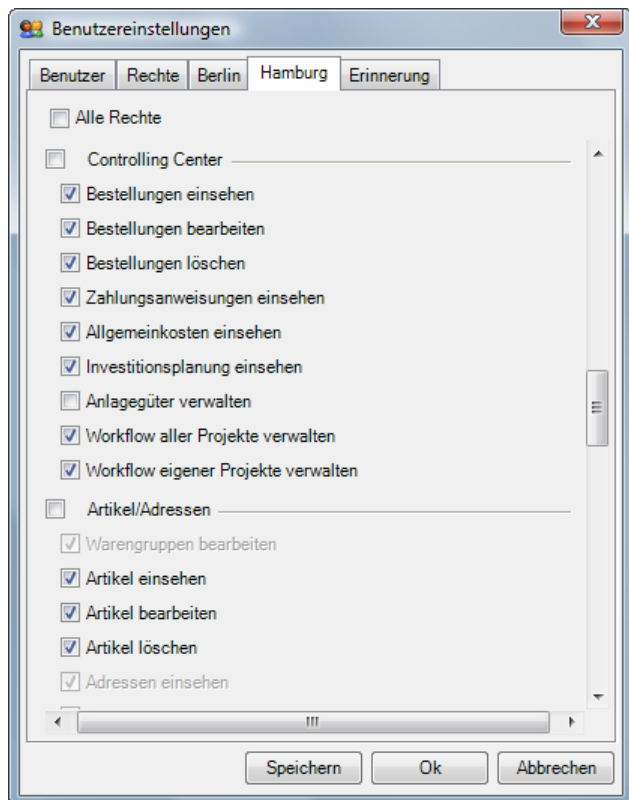 Benutzereinstellungen
Benutzer Rechte Berlin Hamburg Erinnerung
Alle Rechte
Controlling Center
Bestellungen einsehen
Bestellungen bearbeiten
Bestellungen löschen
Zahlungsanweisungen einsehen
Allgemeinkosten einsehen
Investitionsplanung einsehen
Anlagegüter verwalten
Workflow aller Projekte verwalten
Workflow eigener Projekte verwalten
Artikel/Adressen
Warengruppen bearbeiten
Artikel einsehen
Artikel bearbeiten
Artikel löschen
Adressen einsehen
Speichern Ok Abbrechen